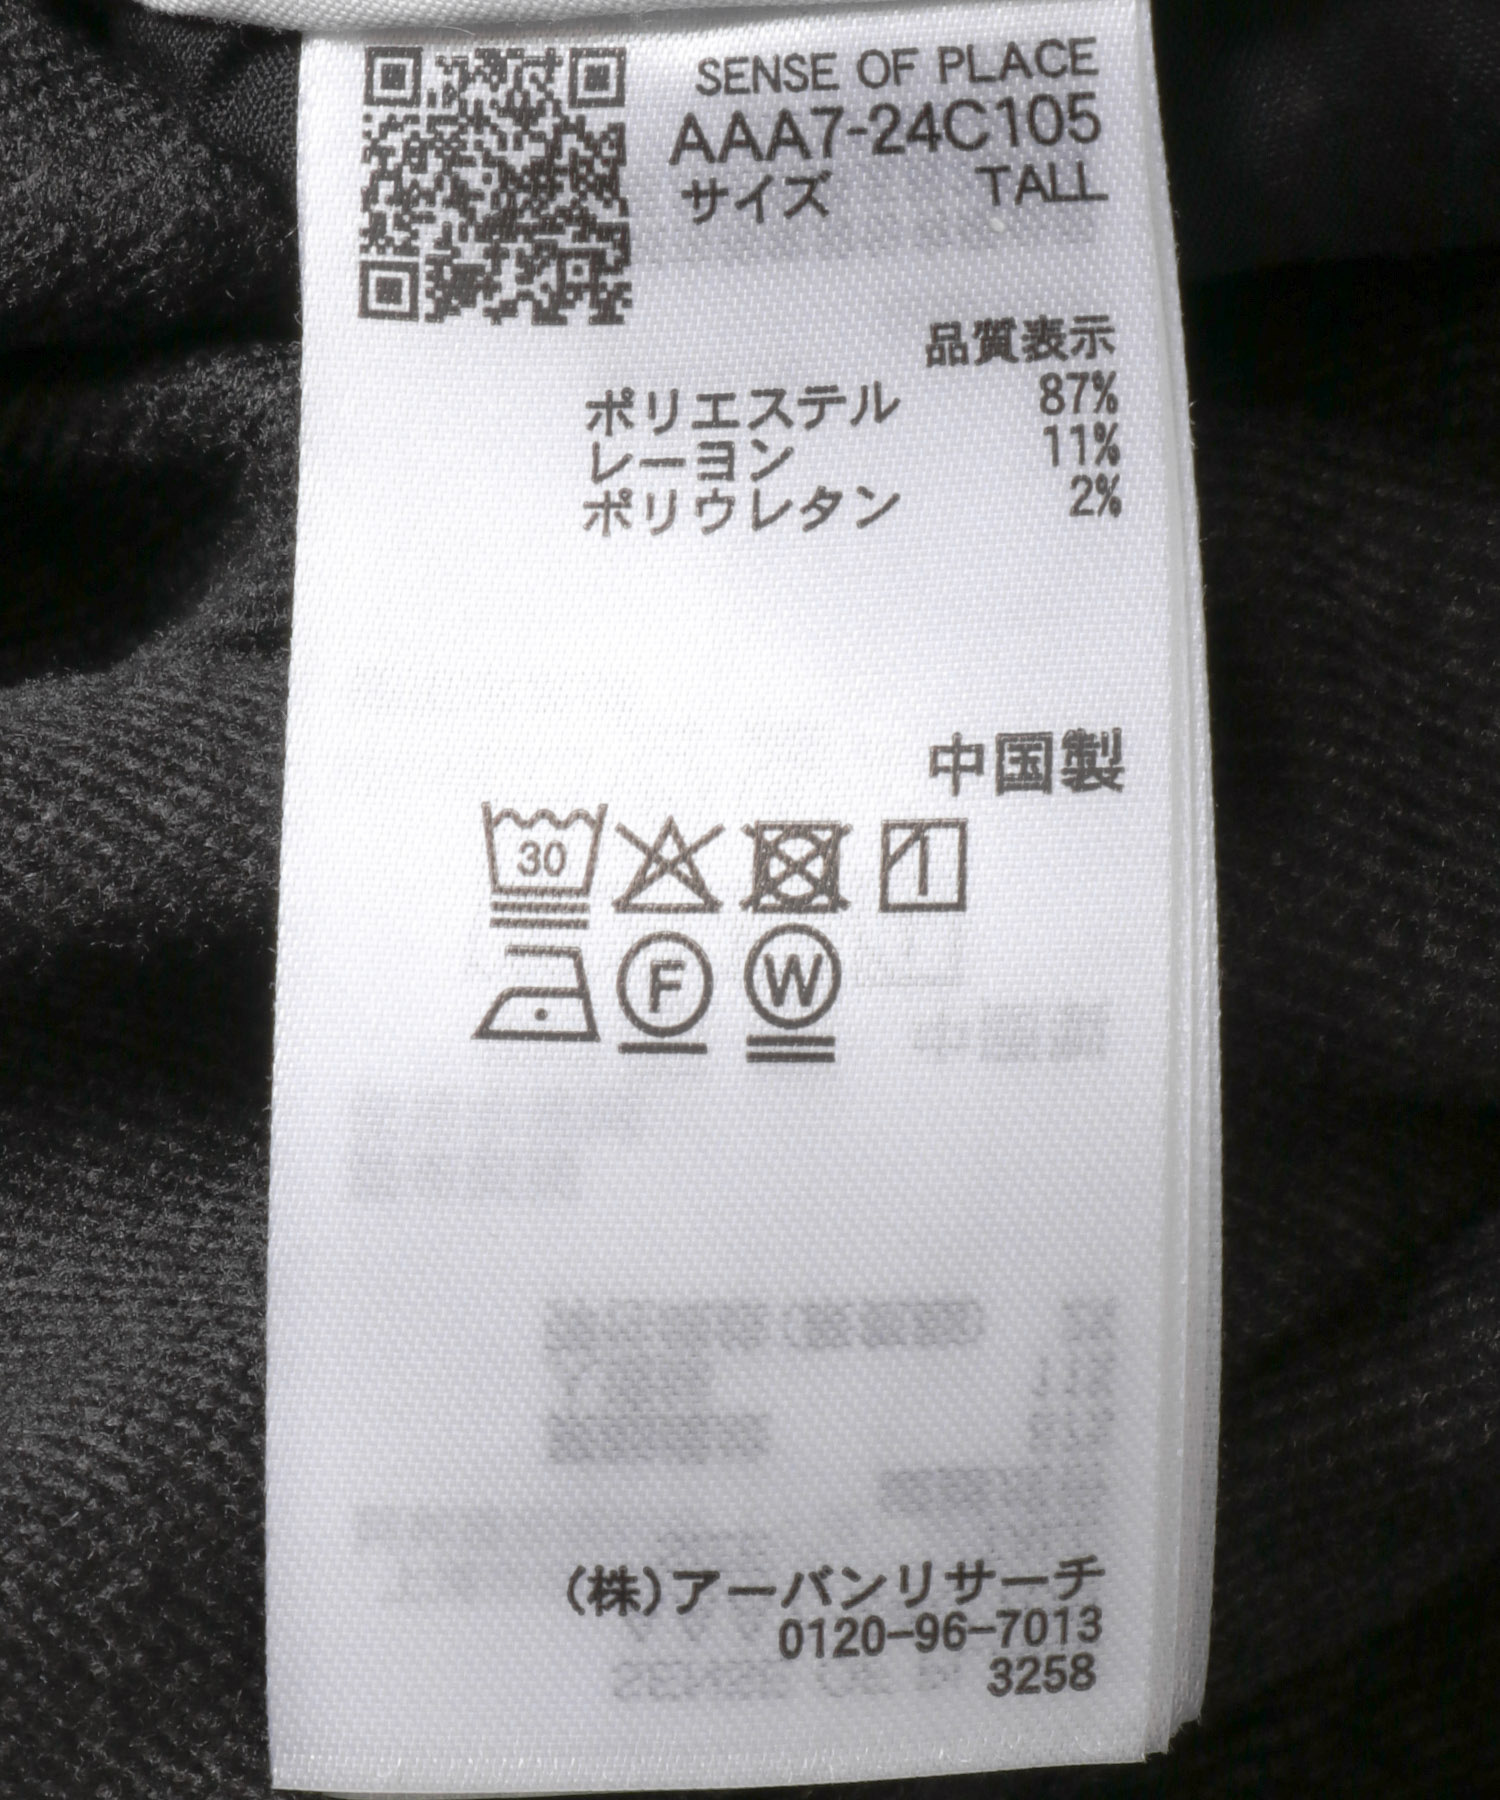 SENSE OF PLACE
AAA7-24C105
サイズ TALL
品質表示
ポリエステル 87%
レーヨン 11%
ポリウレタン 2%
中国製
30
F W
(株)アーバンリサーチ
0120-96-7013
3258